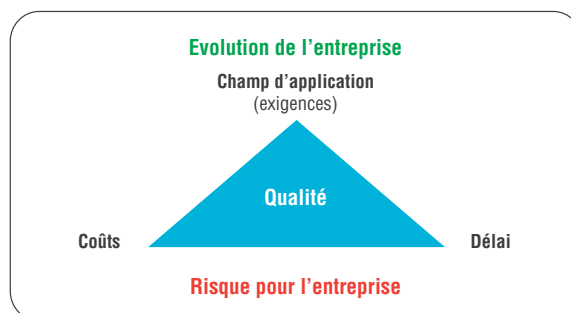 Evolution de l'entreprise
Champ d'application
(exigences)
Qualité
Coûts
Délai
Risque pour l'entreprise